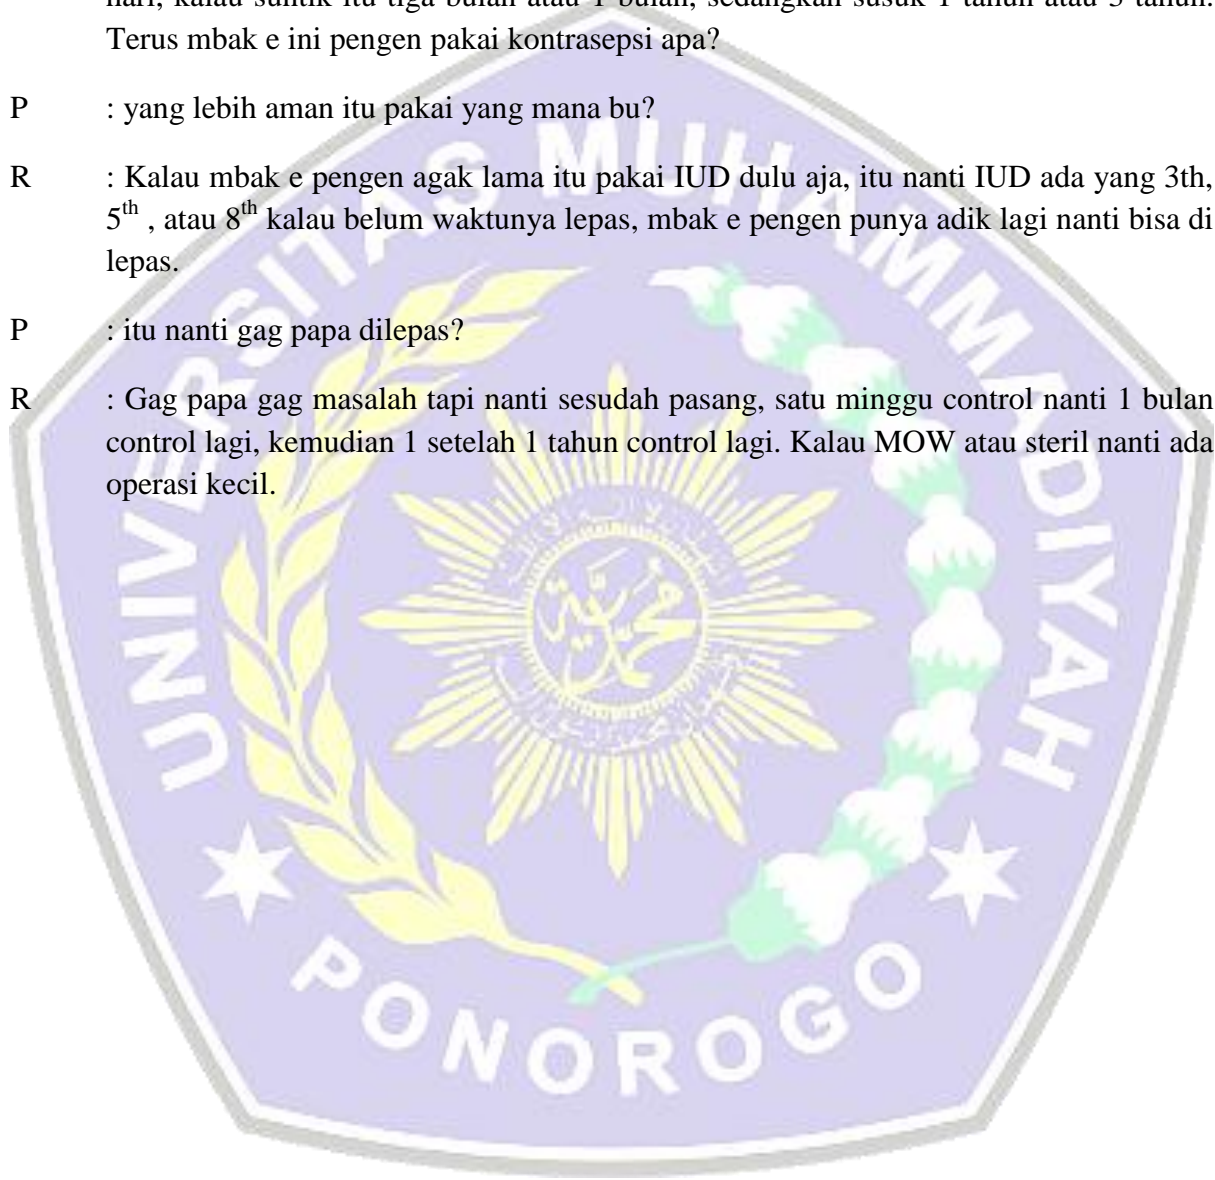 hari, kalau suntik itu tiga bulan atau 1 bulan, sedangkan susuk 1 tahun atau 3 tahun.
Terus mbak e ini pengen pakai kontrasepsi apa?
P : yang lebih aman itu pakai yang mana bu?
R : Kalau mbak e pengen agak lama itu pakai IUD dulu aja, itu nanti IUD ada yang 3th,
5th , atau 8th kalau belum waktunya lepas, mbak e pengen punya adik lagi nanti bisa di
lepas.
P : itu nanti gag papa dilepas?
R : Gag papa gag masalah tapi nanti sesudah pasang, satu minggu control nanti 1 bulan
control lagi, kemudian 1 setelah 1 tahun control lagi. Kalau MOW atau steril nanti ada
operasi kecil.
UNIVERSITAS MUHAMMADIYAH
PONOROGO
محمد